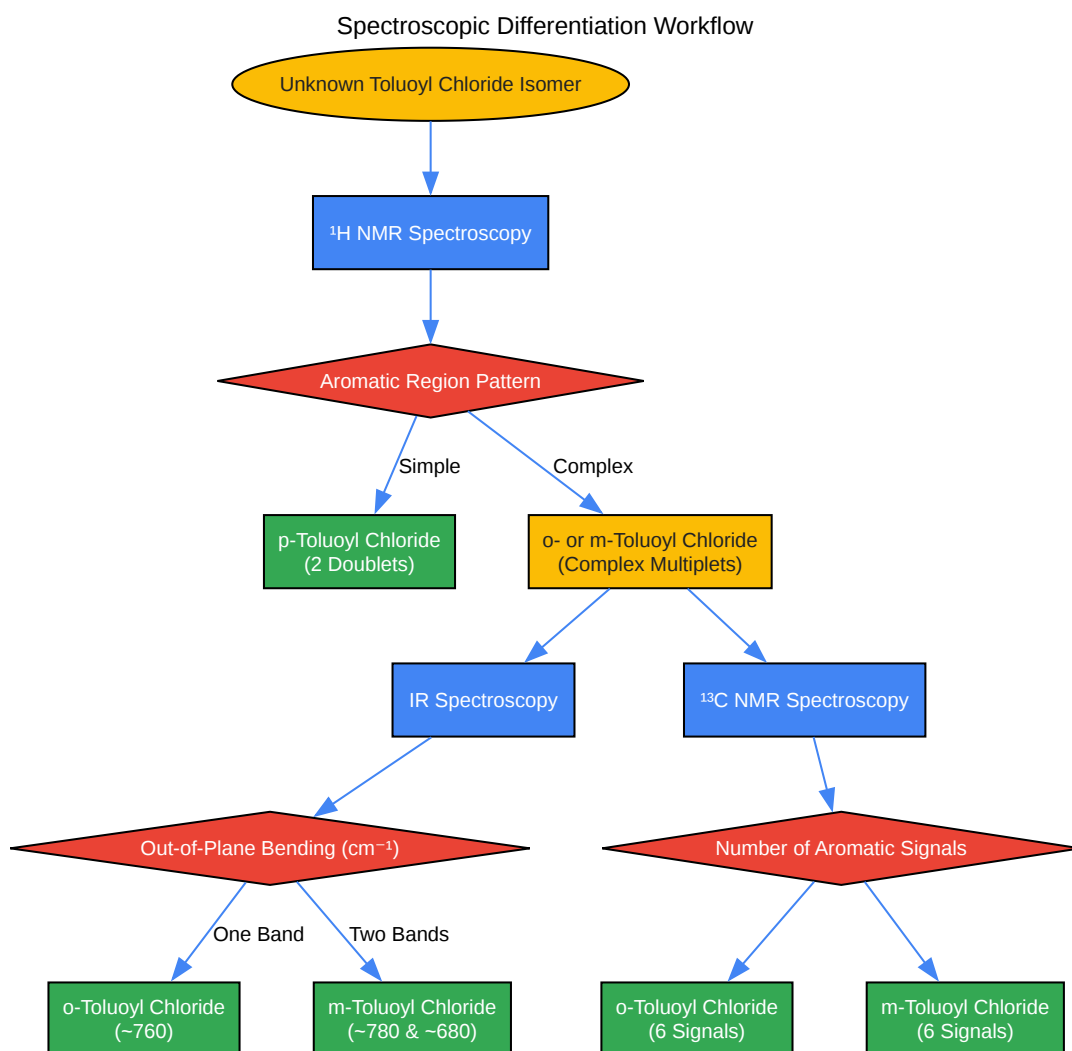 Spectroscopic Differentiation Workflow
Unknown Toluoyl Chloride Isomer
¹H NMR Spectroscopy
Aromatic Region Pattern
Simple
Complex
p-Toluoyl Chloride
(2 Doublets)
o- or m-Toluoyl Chloride
(Complex Multiplets)
IR Spectroscopy
¹³C NMR Spectroscopy
Out-of-Plane Bending (cm⁻¹)
Number of Aromatic Signals
One Band
Two Bands
o-Toluoyl Chloride
(~760)
m-Toluoyl Chloride
(~780 & ~680)
o-Toluoyl Chloride
(6 Signals)
m-Toluoyl Chloride
(6 Signals)